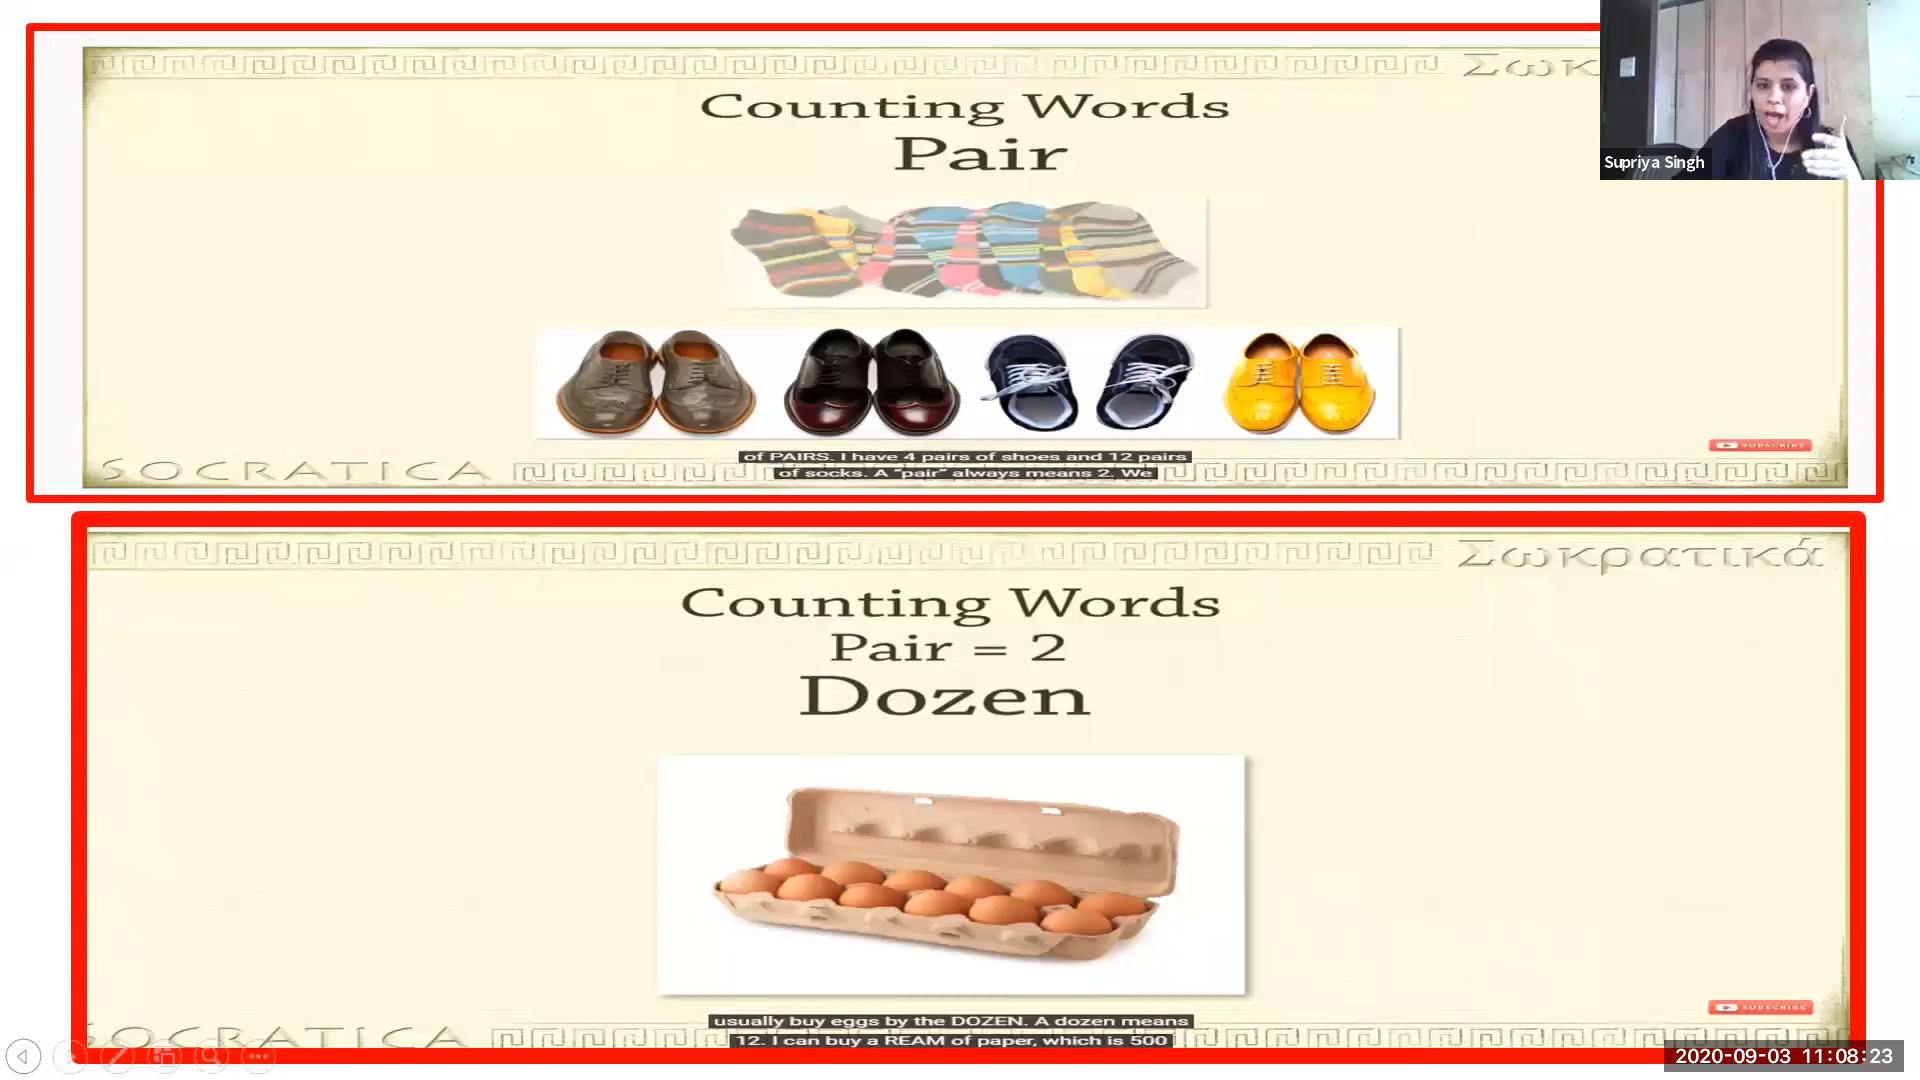 Σωκ
Counting Words
Pair
Supriya Singh
SUBSCRIBE
of PAIRS. I have 4 pairs of shoes and 12 pairs
SOCRATICA
of socks. A "pair" always means 2. We
Σωκρατικά
Counting Words
Pair = 2
Dozen
SUBSCRIBE
usually buy eggs by the DOZEN. A dozen means
SOCRATICA
12. I can buy a REAM of paper, which is 500
2020-09-03 11:08:23